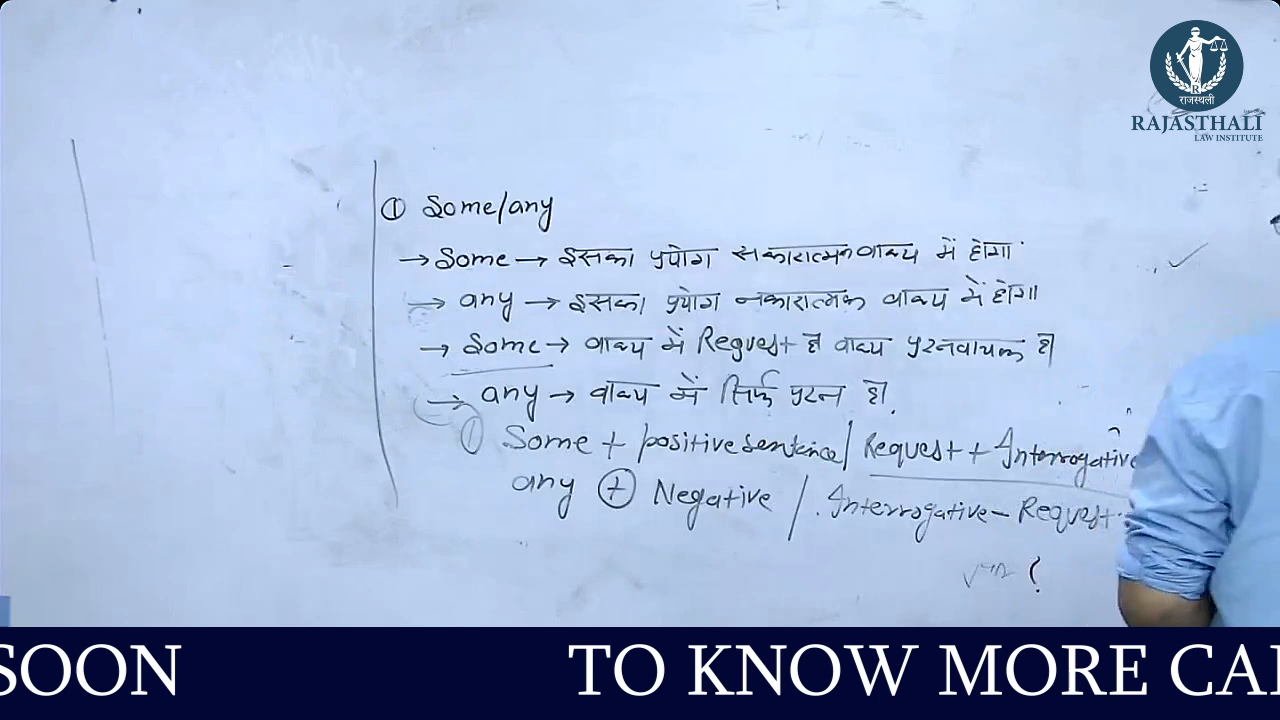 राजस्थली
RAJASTHALI
LAW INSTITUTE
① Some/any
→ Some → इसका प्रयोग सकारात्मक वाक्य में होगा
→ any → इसका प्रयोग नकारात्मक वाक्य में होगा
→ Some → वाक्य में Request हो वाक्य प्रश्नवाचक हो
→ any → वाक्य में सिर्फ प्रश्न हो.
① Some + positive sentence/ Request + Interrogative
any ⊕ Negative / Interrogative - Request
SOON TO KNOW MORE CAL